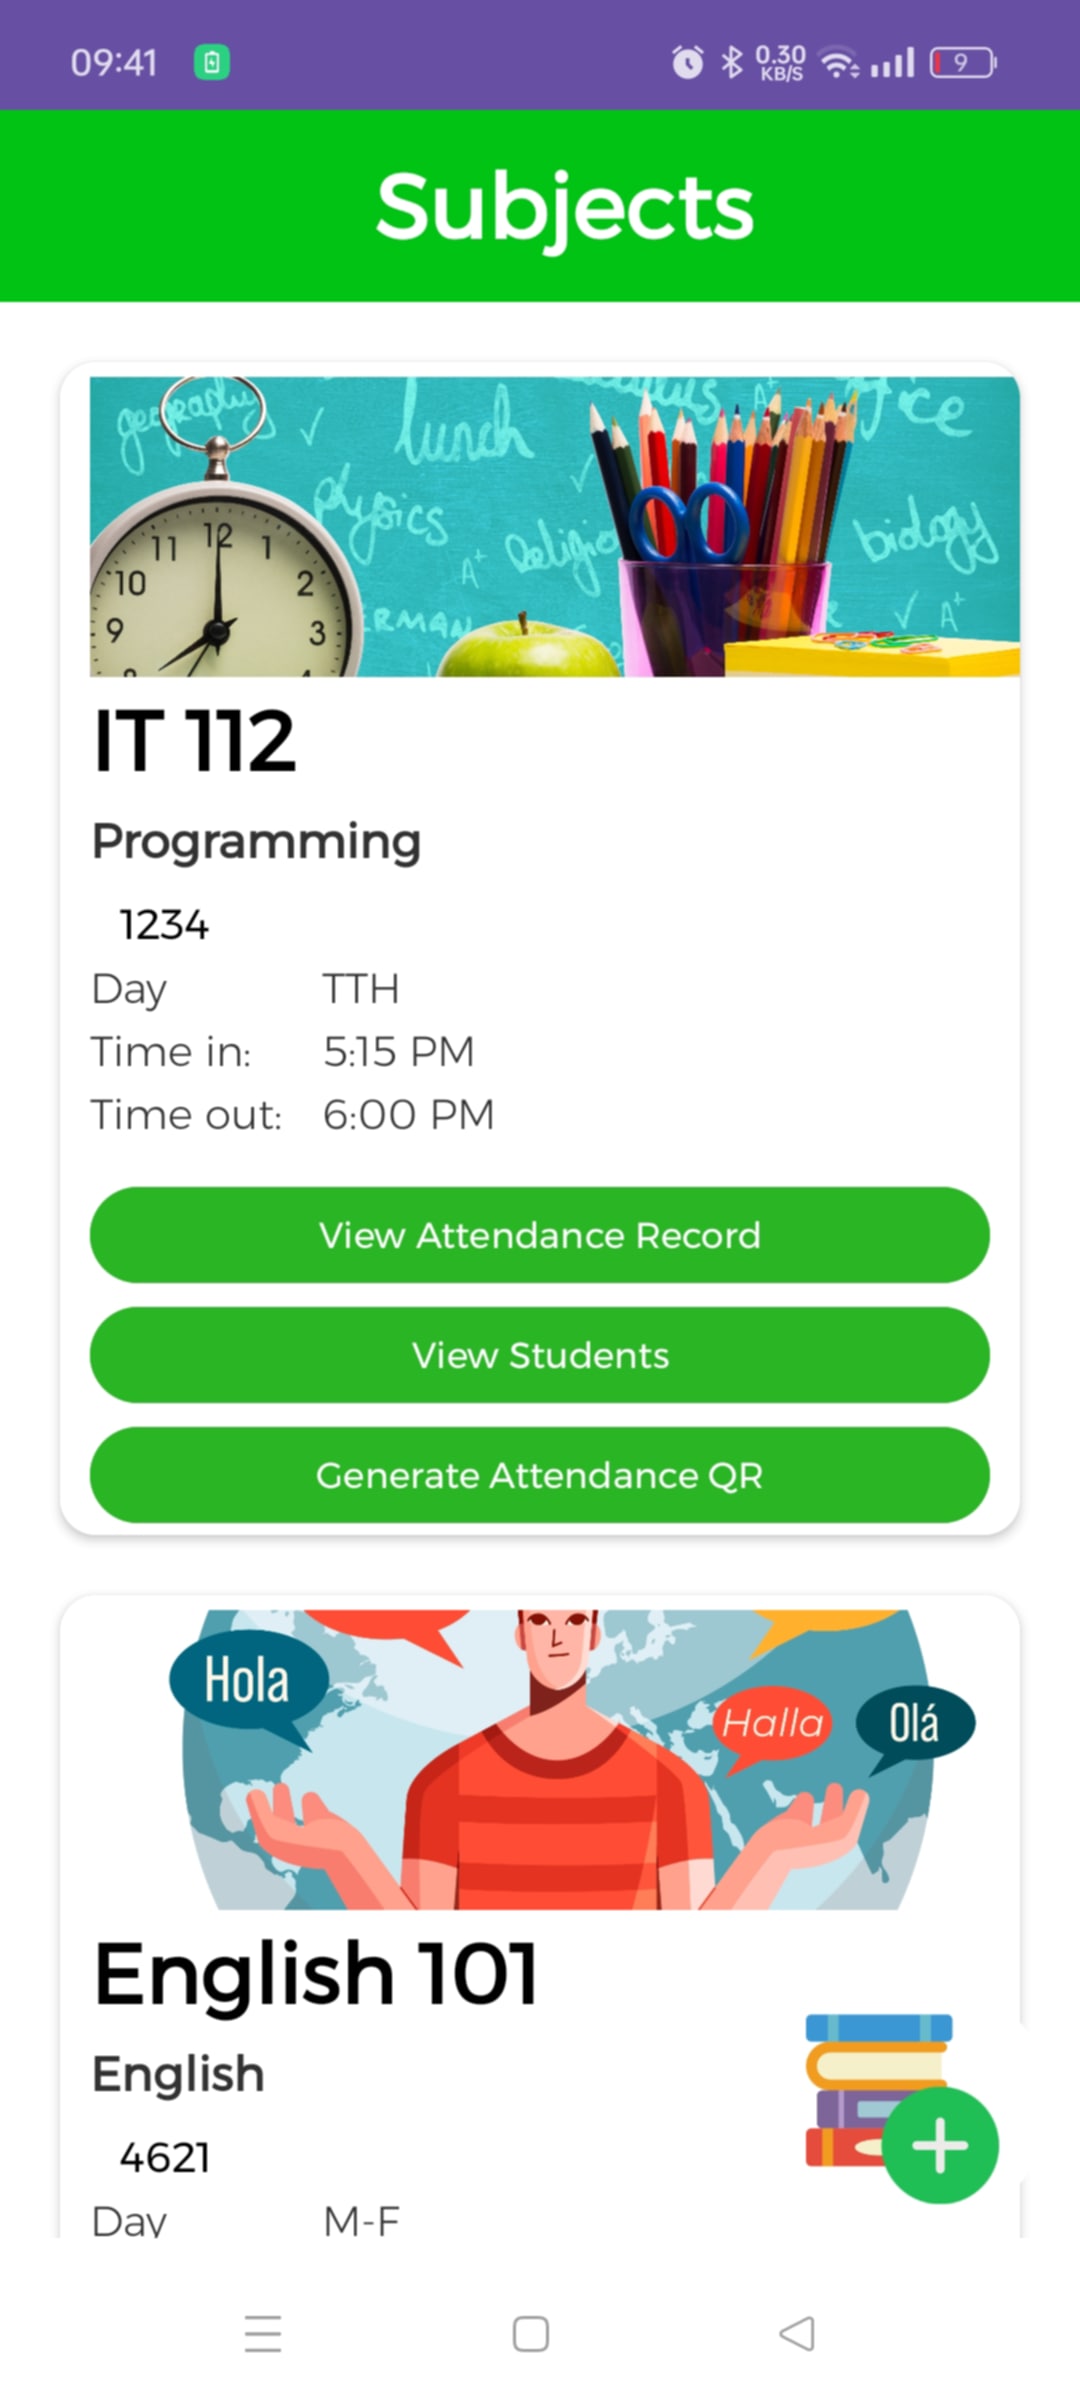 09:41
0.30
KB/S
9
Subjects
geography
lunch
physics
biology
A+
A+
12
11
1
10
2
9
3
IT 112
Programming
1234
Day TTH
Time in: 5:15 PM
Time out: 6:00 PM
View Attendance Record
View Students
Generate Attendance QR
Hola
Halla
Olá
English 101
English
4621
Day M-F